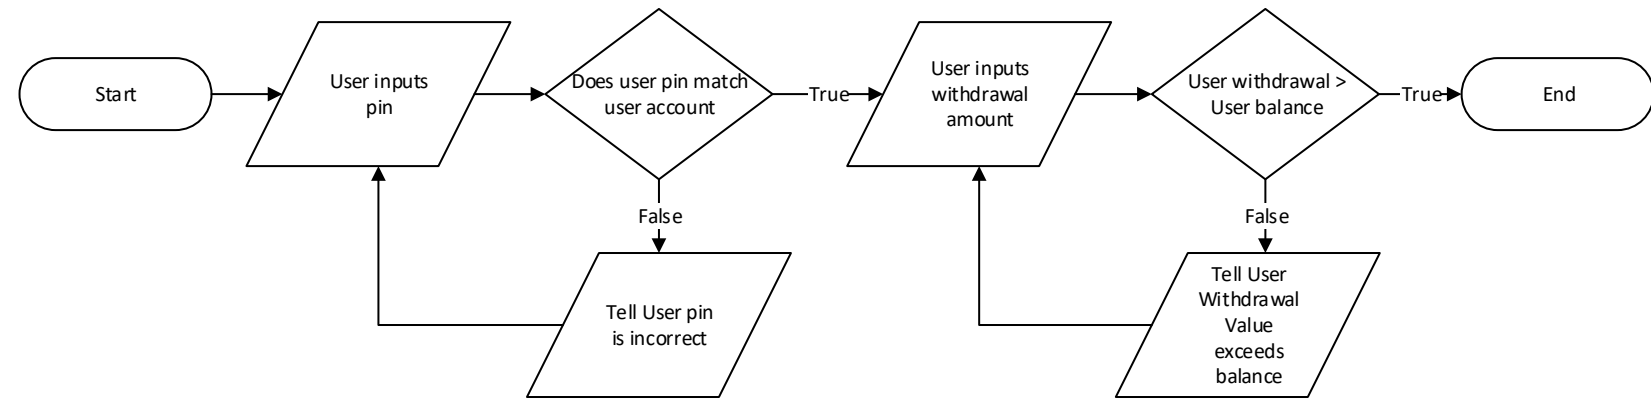 Start
User inputs
pin
Does user pin match
user account
True
User inputs
withdrawal
amount
User withdrawal >
User balance
True
End
False
False
Tell User pin
is incorrect
Tell User
Withdrawal
Value
exceeds
balance